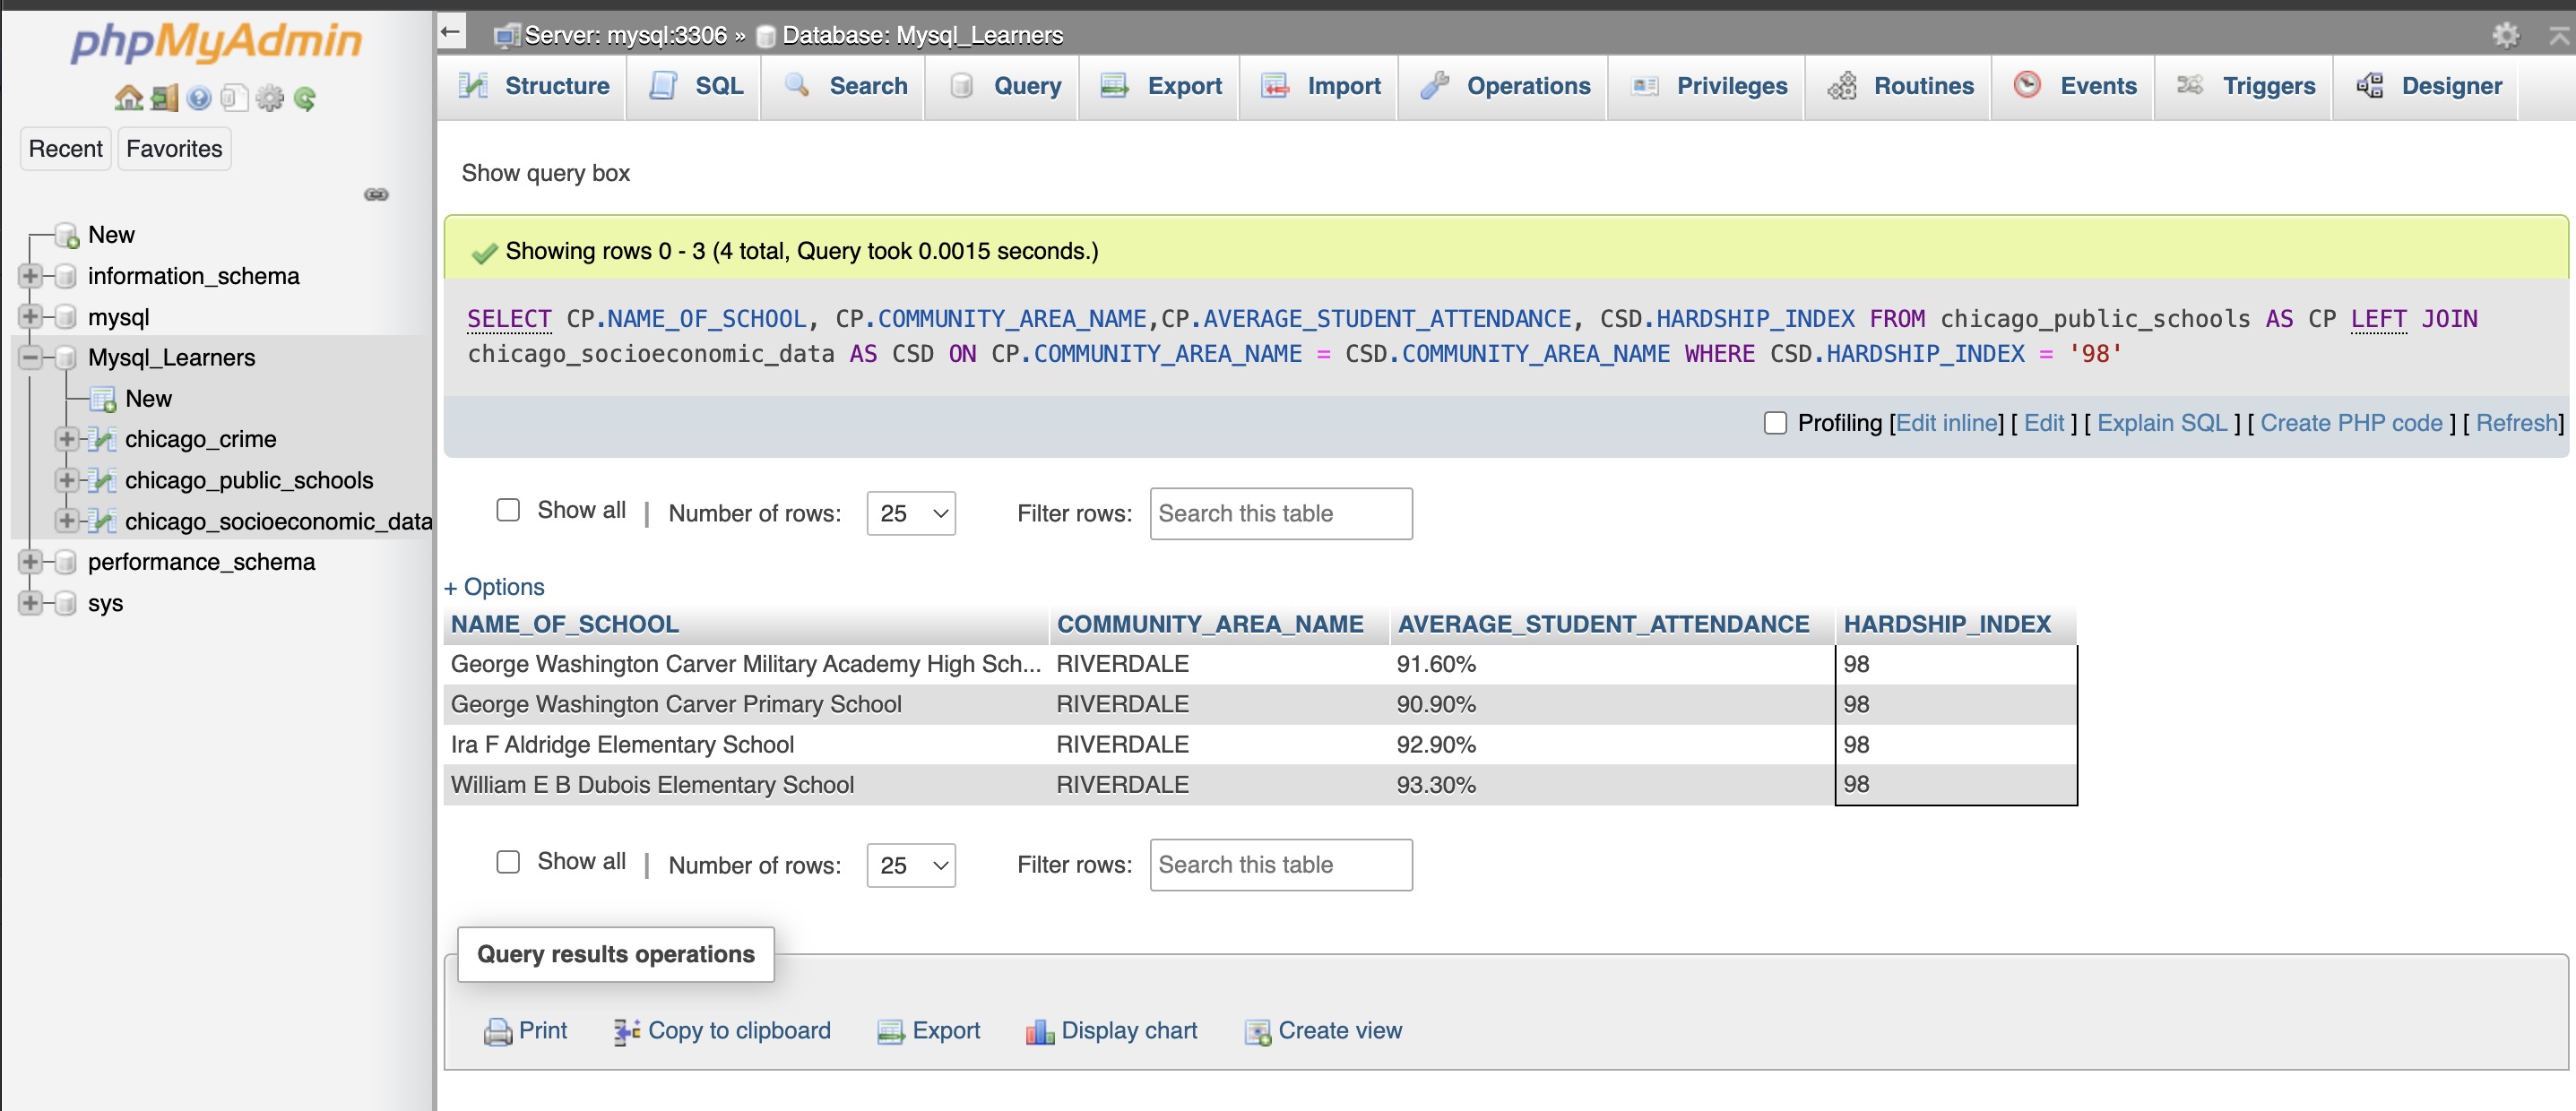 phpMyAdmin
Recent Favorites
New
information_schema
mysql
Mysql_Learners
New
chicago_crime
chicago_public_schools
chicago_socioeconomic_data
performance_schema
sys
Server: mysql:3306 » Database: Mysql_Learners
Structure SQL Search Query Export Import Operations Privileges Routines Events Triggers Designer
Show query box
Showing rows 0 - 3 (4 total, Query took 0.0015 seconds.)
SELECT CP.NAME_OF_SCHOOL, CP.COMMUNITY_AREA_NAME,CP.AVERAGE_STUDENT_ATTENDANCE, CSD.HARDSHIP_INDEX FROM chicago_public_schools AS CP LEFT JOIN
chicago_socioeconomic_data AS CSD ON CP.COMMUNITY_AREA_NAME = CSD.COMMUNITY_AREA_NAME WHERE CSD.HARDSHIP_INDEX = '98'
Profiling [Edit inline] [ Edit ] [ Explain SQL ] [ Create PHP code ] [ Refresh]
Show all | Number of rows: 25 Filter rows: Search this table
+ Options
NAME_OF_SCHOOL COMMUNITY_AREA_NAME AVERAGE_STUDENT_ATTENDANCE HARDSHIP_INDEX
George Washington Carver Military Academy High Sch... RIVERDALE 91.60% 98
George Washington Carver Primary School RIVERDALE 90.90% 98
Ira F Aldridge Elementary School RIVERDALE 92.90% 98
William E B Dubois Elementary School RIVERDALE 93.30% 98
Show all | Number of rows: 25 Filter rows: Search this table
Query results operations
Print Copy to clipboard Export Display chart Create view